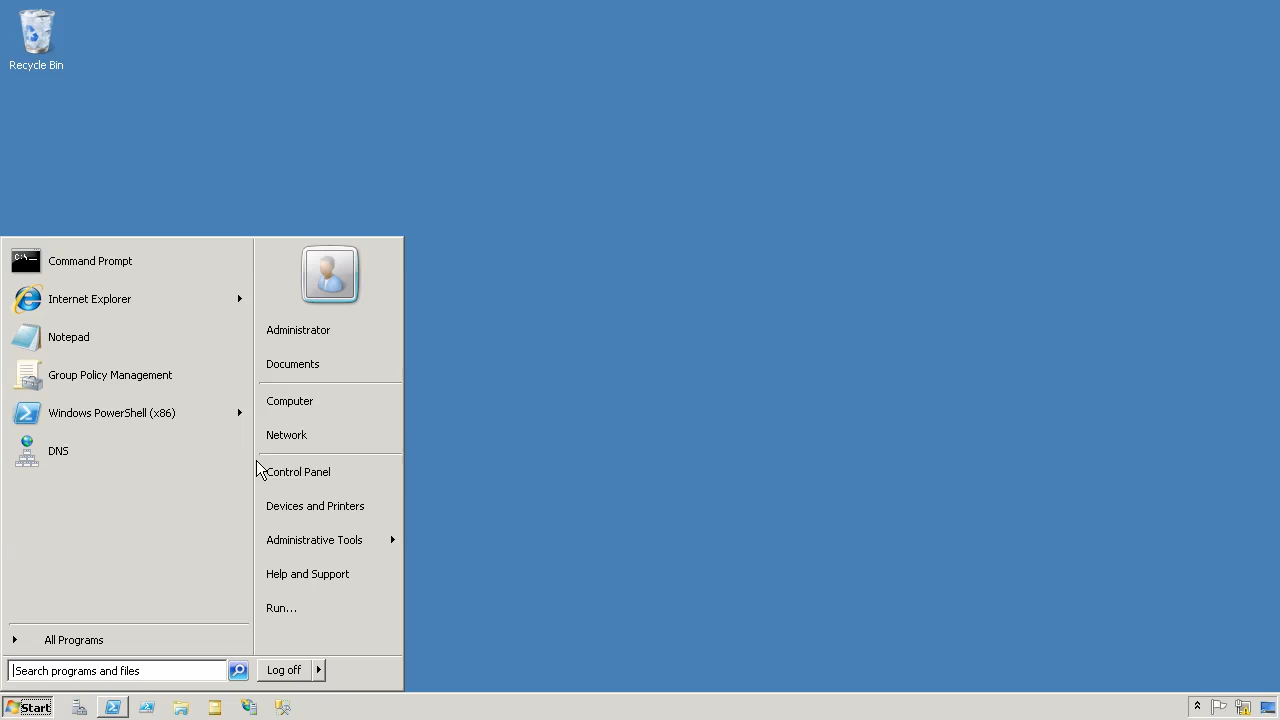 Recycle Bin
Command Prompt
Internet Explorer
Notepad
Group Policy Management
Windows PowerShell (x86)
DNS
All Programs
Search programs and files
Administrator
Documents
Computer
Network
Control Panel
Devices and Printers
Administrative Tools
Help and Support
Run...
Log off
Start